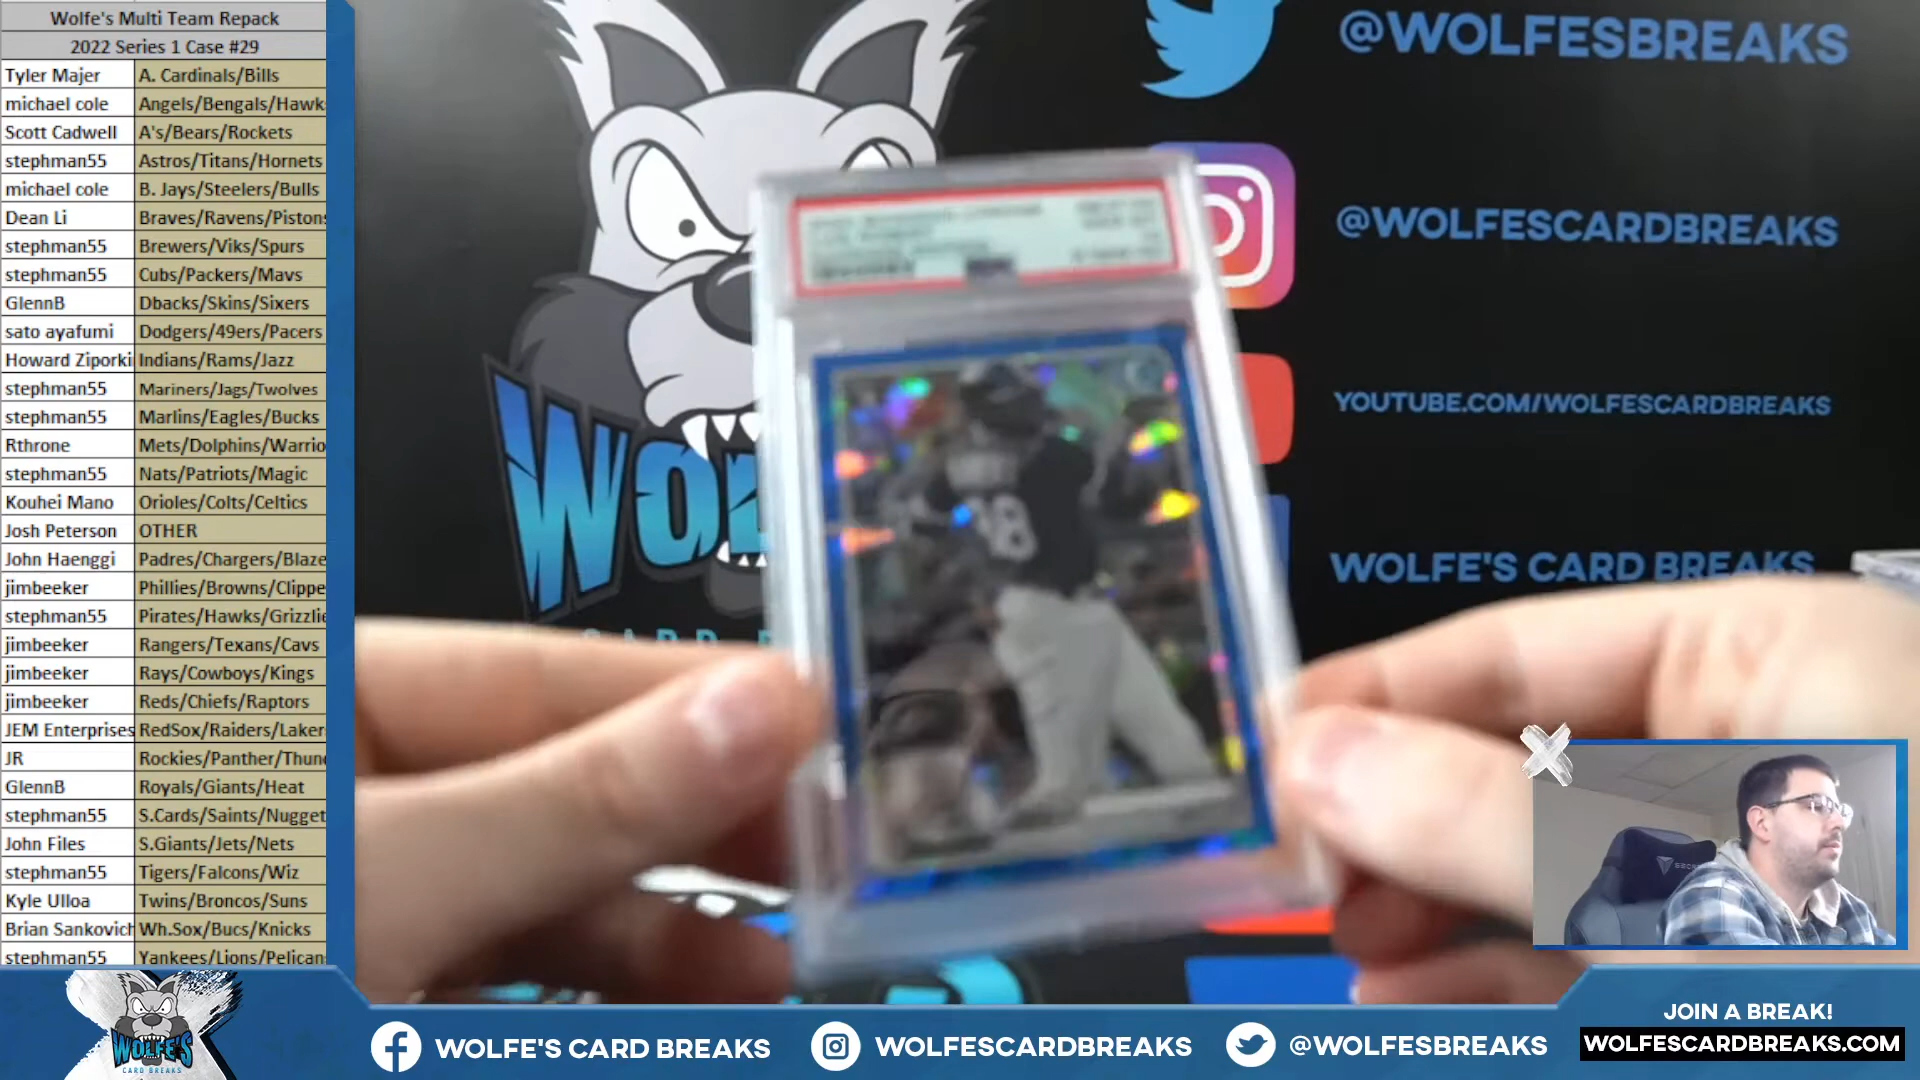 Wolfe's Multi Team Repack
2022 Series 1 Case #29
Tyler Majer A. Cardinals/Bills
michael cole Angels/Bengals/Hawk
Scott Cadwell A's/Bears/Rockets
stephman55 Astros/Titans/Hornets
michael cole B. Jays/Steelers/Bulls
Dean Li Braves/Ravens/Pistons
stephman55 Brewers/Viks/Spurs
stephman55 Cubs/Packers/Mavs
GlennB Dbacks/Skins/Sixers
sato ayafumi Dodgers/49ers/Pacers
Howard Ziporki Indians/Rams/Jazz
stephman55 Mariners/Jags/Twolves
stephman55 Marlins/Eagles/Bucks
Rthrone Mets/Dolphins/Warrio
stephman55 Nats/Patriots/Magic
Kouhei Mano Orioles/Colts/Celtics
Josh Peterson OTHER
John Haenggi Padres/Chargers/Blaze
jimbeeker Phillies/Browns/Clippe
stephman55 Pirates/Hawks/Grizzlie
jimbeeker Rangers/Texans/Cavs
jimbeeker Rays/Cowboys/Kings
jimbeeker Reds/Chiefs/Raptors
JEM Enterprises RedSox/Raiders/Laker
JR Rockies/Panther/Thun
GlennB Royals/Giants/Heat
stephman55 S.Cards/Saints/Nugget
John Files S.Giants/Jets/Nets
stephman55 Tigers/Falcons/Wiz
Kyle Ulloa Twins/Broncos/Suns
Brian Sankovich Wh.Sox/Bucs/Knicks
stephman55 Yankees/Lions/Pelican
@WOLFESBREAKS
@WOLFESCARDBREAKS
YOUTUBE.COM/WOLFESCARDBREAKS
WOLFE'S CARD BREAKS
WOLFE'S
CARD BREAKS
WOLFE'S CARD BREAKS
WOLFESCARDBREAKS
@WOLFESBREAKS
JOIN A BREAK!
WOLFESCARDBREAKS.COM